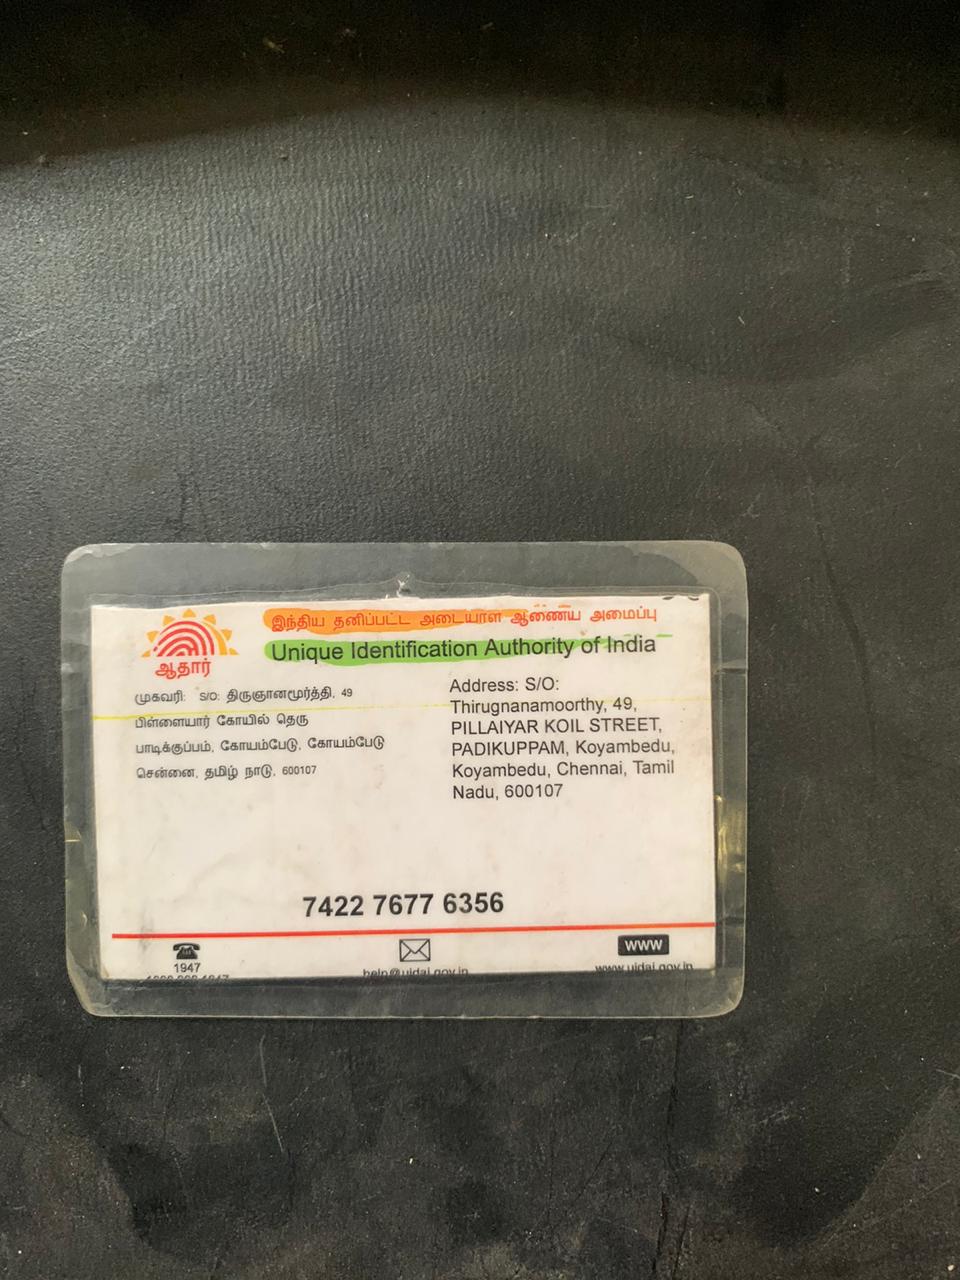 இந்திய தனிப்பட்ட அடையாள ஆணைய அமைப்பு
Unique Identification Authority of India
ஆதார்
முகவரி: S/O: திருஞானமூர்த்தி, 49
பிள்ளையார் கோயில் தெரு
பாடிக்குப்பம், கோயம்பேடு, கோயம்பேடு
சென்னை, தமிழ் நாடு, 600107
Address: S/O:
Thirugnanamoorthy, 49,
PILLAIYAR KOIL STREET,
PADIKUPPAM, Koyambedu,
Koyambedu, Chennai, Tamil
Nadu, 600107
7422 7677 6356
1947
help@uidai.gov.in
WWW
www.uidai.gov.in